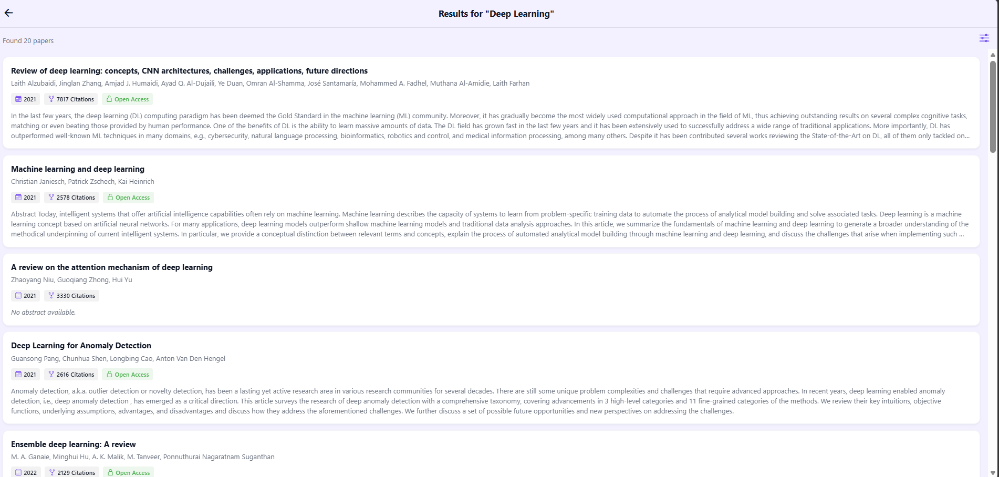 Results for "Deep Learning"
Found 20 papers
Review of deep learning: concepts, CNN architectures, challenges, applications, future directions
Laith Alzubaidi, Jinglan Zhang, Amjad J. Humaidi, Ayad Q. Al-Dujaili, Ye Duan, Omran Al-Shamma, José Santamaría, Mohammed A. Fadhel, Muthana Al-Amidie, Laith Farhan
2021 7817 Citations Open Access
In the last few years, the deep learning (DL) computing paradigm has been deemed the Gold Standard in the machine learning (ML) community. Moreover, it has gradually become the most widely used computational approach in the field of ML, thus achieving outstanding results on several complex cognitive tasks,
matching or even beating those provided by human performance. One of the benefits of DL is the ability to learn massive amounts of data. The DL field has grown fast in the last few years and it has been extensively used to successfully address a wide range of traditional applications. More importantly, DL has
outperformed well-known ML techniques in many domains, e.g., cybersecurity, natural language processing, bioinformatics, robotics and control, and medical information processing, among many others. Despite it has been contributed several works reviewing the State-of-the-Art on DL, all of them only tackled on...
Machine learning and deep learning
Christian Janiesch, Patrick Zschech, Kai Heinrich
2021 2578 Citations Open Access
Abstract Today, intelligent systems that offer artificial intelligence capabilities often rely on machine learning. Machine learning describes the capacity of systems to learn from problem-specific training data to automate the process of analytical model building and solve associated tasks. Deep learning is a machine
learning concept based on artificial neural networks. For many applications, deep learning models outperform shallow machine learning models and traditional data analysis approaches. In this article, we summarize the fundamentals of machine learning and deep learning to generate a broader understanding of the
methodical underpinning of current intelligent systems. In particular, we provide a conceptual distinction between relevant terms and concepts, explain the process of automated analytical model building through machine learning and deep learning, and discuss the challenges that arise when implementing such ...
A review on the attention mechanism of deep learning
Zhaoyang Niu, Guoqiang Zhong, Hui Yu
2021 3330 Citations
No abstract available.
Deep Learning for Anomaly Detection
Guansong Pang, Chunhua Shen, Longbing Cao, Anton Van Den Hengel
2021 2616 Citations Open Access
Anomaly detection, a.k.a. outlier detection or novelty detection, has been a lasting yet active research area in various research communities for several decades. There are still some unique problem complexities and challenges that require advanced approaches. In recent years, deep learning enabled anomaly
detection, i.e., deep anomaly detection , has emerged as a critical direction. This article surveys the research of deep anomaly detection with a comprehensive taxonomy, covering advancements in 3 high-level categories and 11 fine-grained categories of the methods. We review their key intuitions, objective
functions, underlying assumptions, advantages, and disadvantages and discuss how they address the aforementioned challenges. We further discuss a set of possible future opportunities and new perspectives on addressing the challenges.
Ensemble deep learning: A review
M. A. Ganaie, Minghui Hu, A. K. Malik, M. Tanveer, Ponnuthurai Nagaratnam Suganthan
2022 2129 Citations Open Access